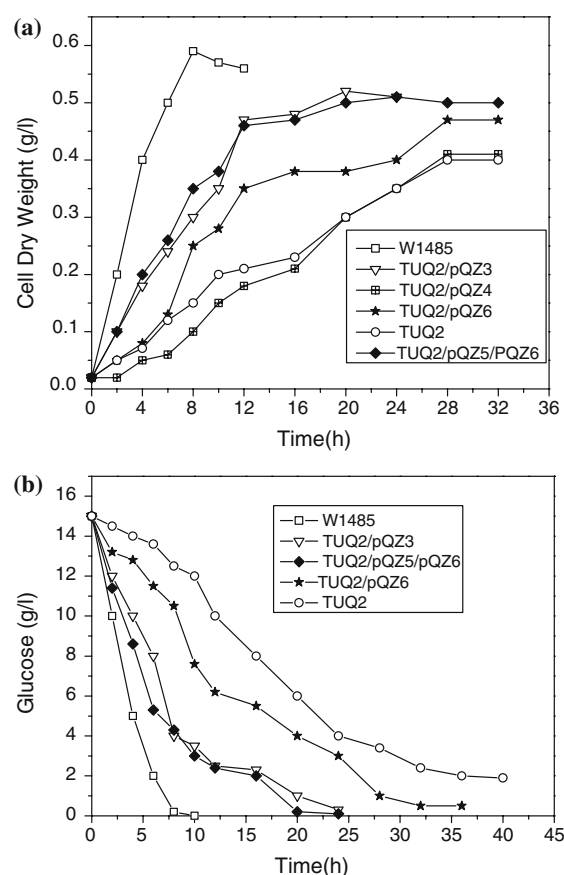 (a)
Cell Dry Weight (g/l)
0.6
0.5
0.4
0.3
0.2
0.1
0.0
W1485
TUQ2/pQZ3
TUQ2/pQZ4
TUQ2/pQZ6
TUQ2
TUQ2/pQZ5/PQZ6
0 4 8 12 16 20 24 28 32 36
Time(h)
(b)
Glucose (g/l)
16
14
12
10
8
6
4
2
0
W1485
TUQ2/pQZ3
TUQ2/pQZ5/pQZ6
TUQ2/pQZ6
TUQ2
0 5 10 15 20 25 30 35 40 45
Time(h)